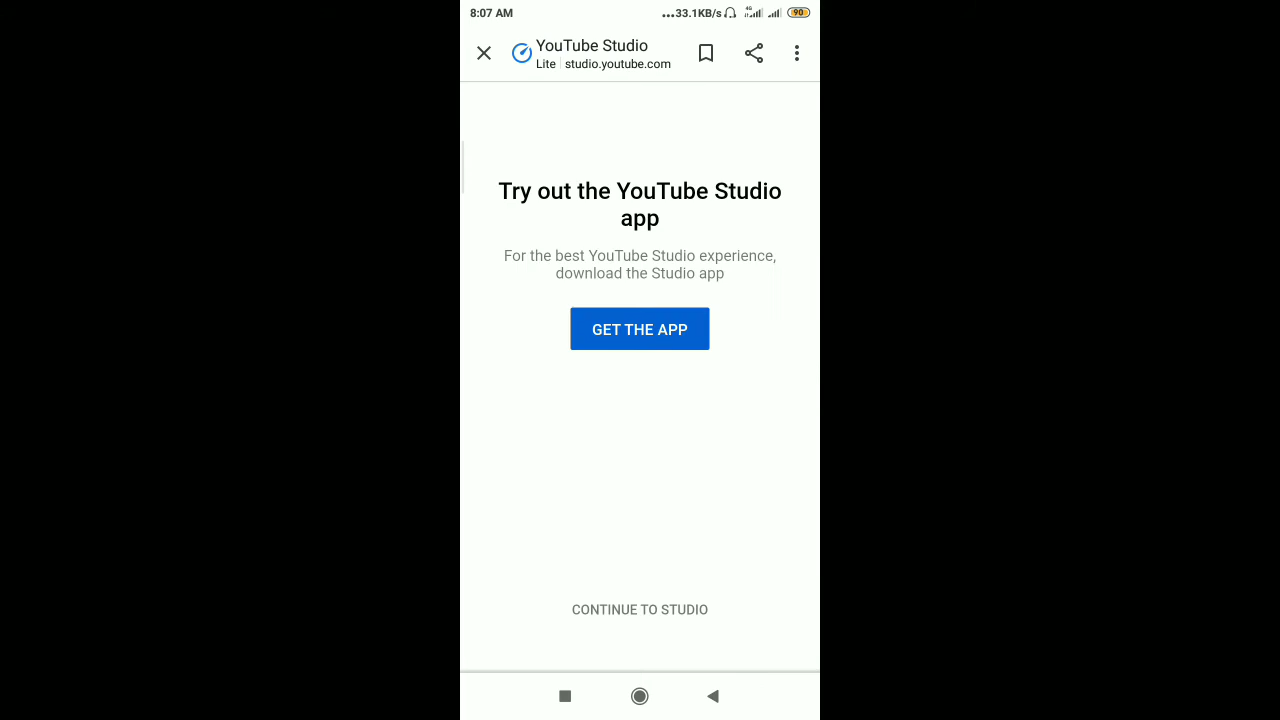 8:07 AM
...33.1KB/s 4G 90
YouTube Studio
Lite studio.youtube.com
Try out the YouTube Studio
app
For the best YouTube Studio experience,
download the Studio app
GET THE APP
CONTINUE TO STUDIO